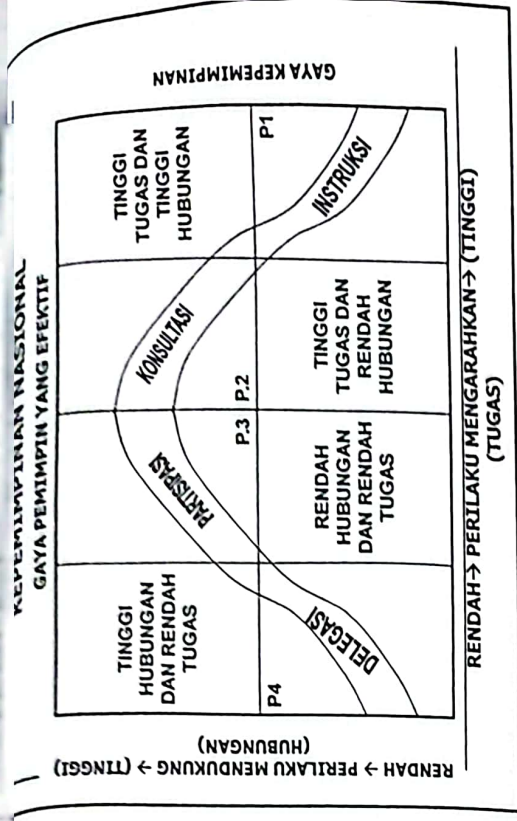 KEPEMIMPINAN NASIONAL
GAYA PEMIMPIN YANG EFEKTIF
RENDAH→ PERILAKU MENDUKUNG → (TINGGI)
(HUBUNGAN)
TINGGI
HUBUNGAN
DAN RENDAH
TUGAS
PARTISIPASI
KONSULTASI
TINGGI
TUGAS DAN
TINGGI
HUBUNGAN
P4
P.3
P.2
P1
DELEGASI
RENDAH
HUBUNGAN
DAN RENDAH
TUGAS
TINGGI
TUGAS DAN
RENDAH
HUBUNGAN
INSTRUKSI
GAYA KEPEMIMPINAN
RENDAH→ PERILAKU MENGARAHKAN→ (TINGGI)
(TUGAS)